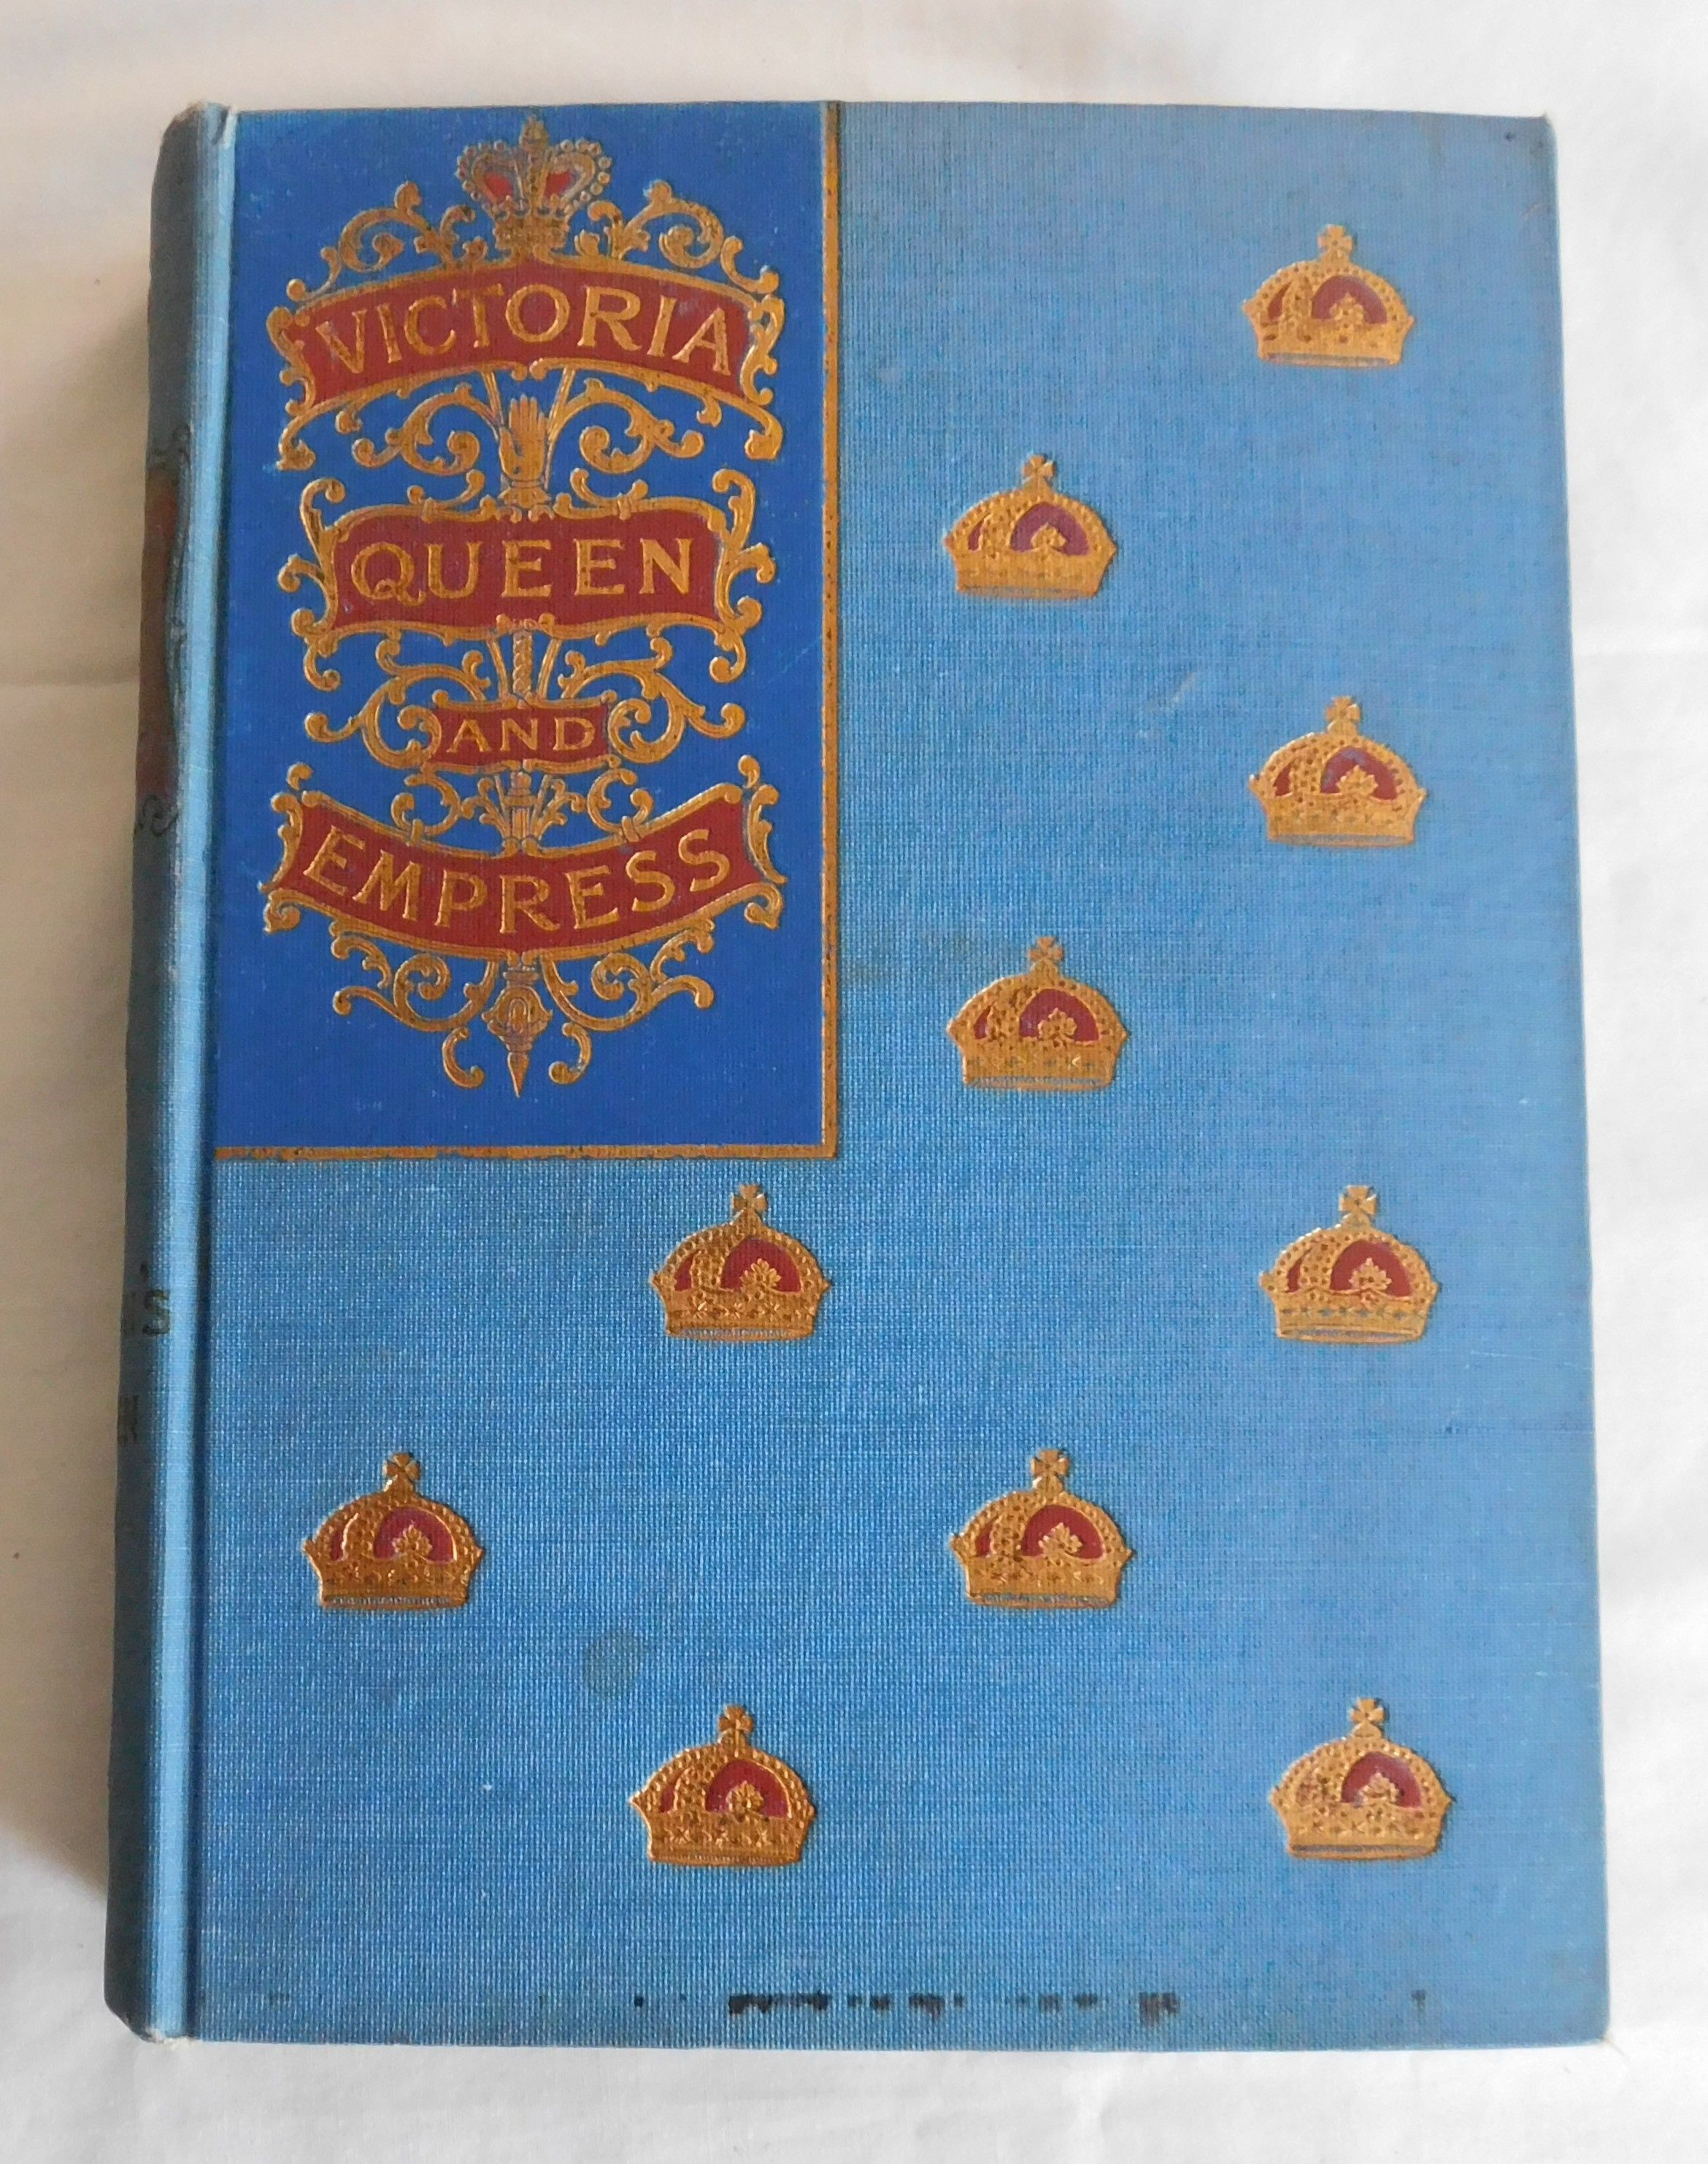 VICTORIA
QUEEN
AND
EMPRESS